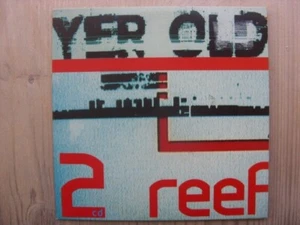 YER OLD
2 cd reef